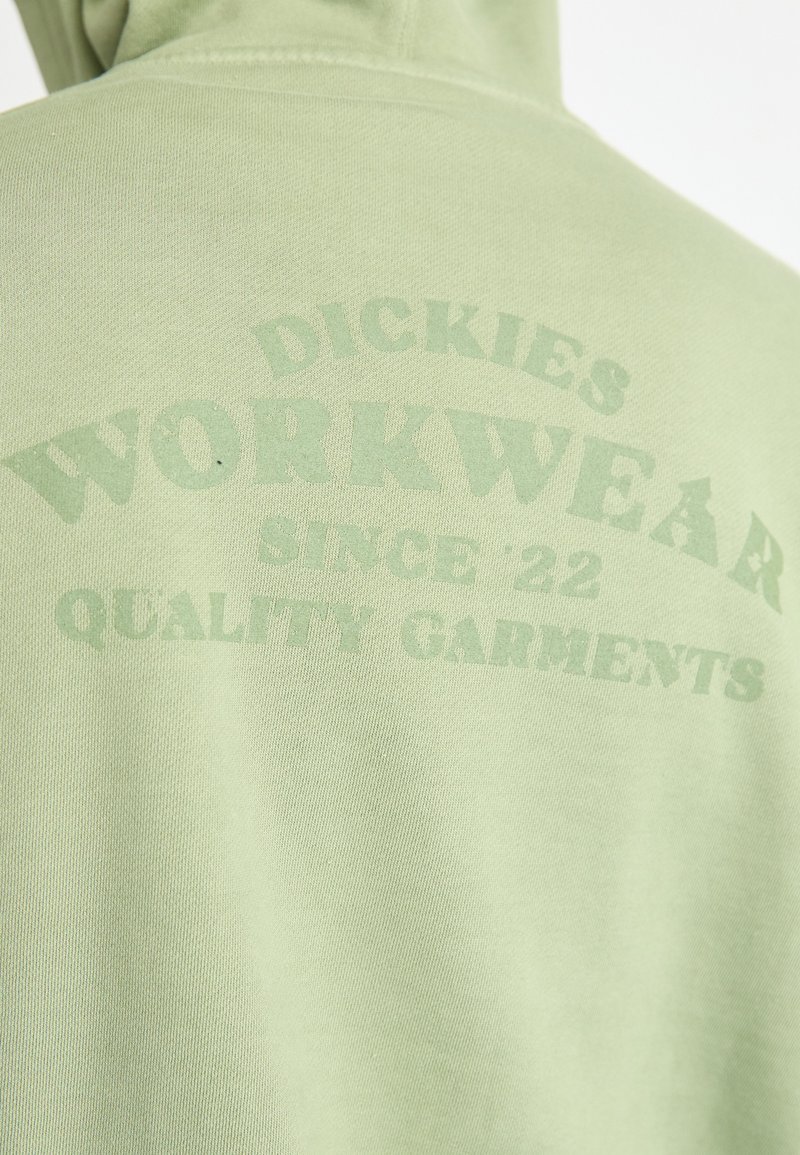 DICKIES
WORKWEAR
SINCE '22
QUALITY GARMENTS